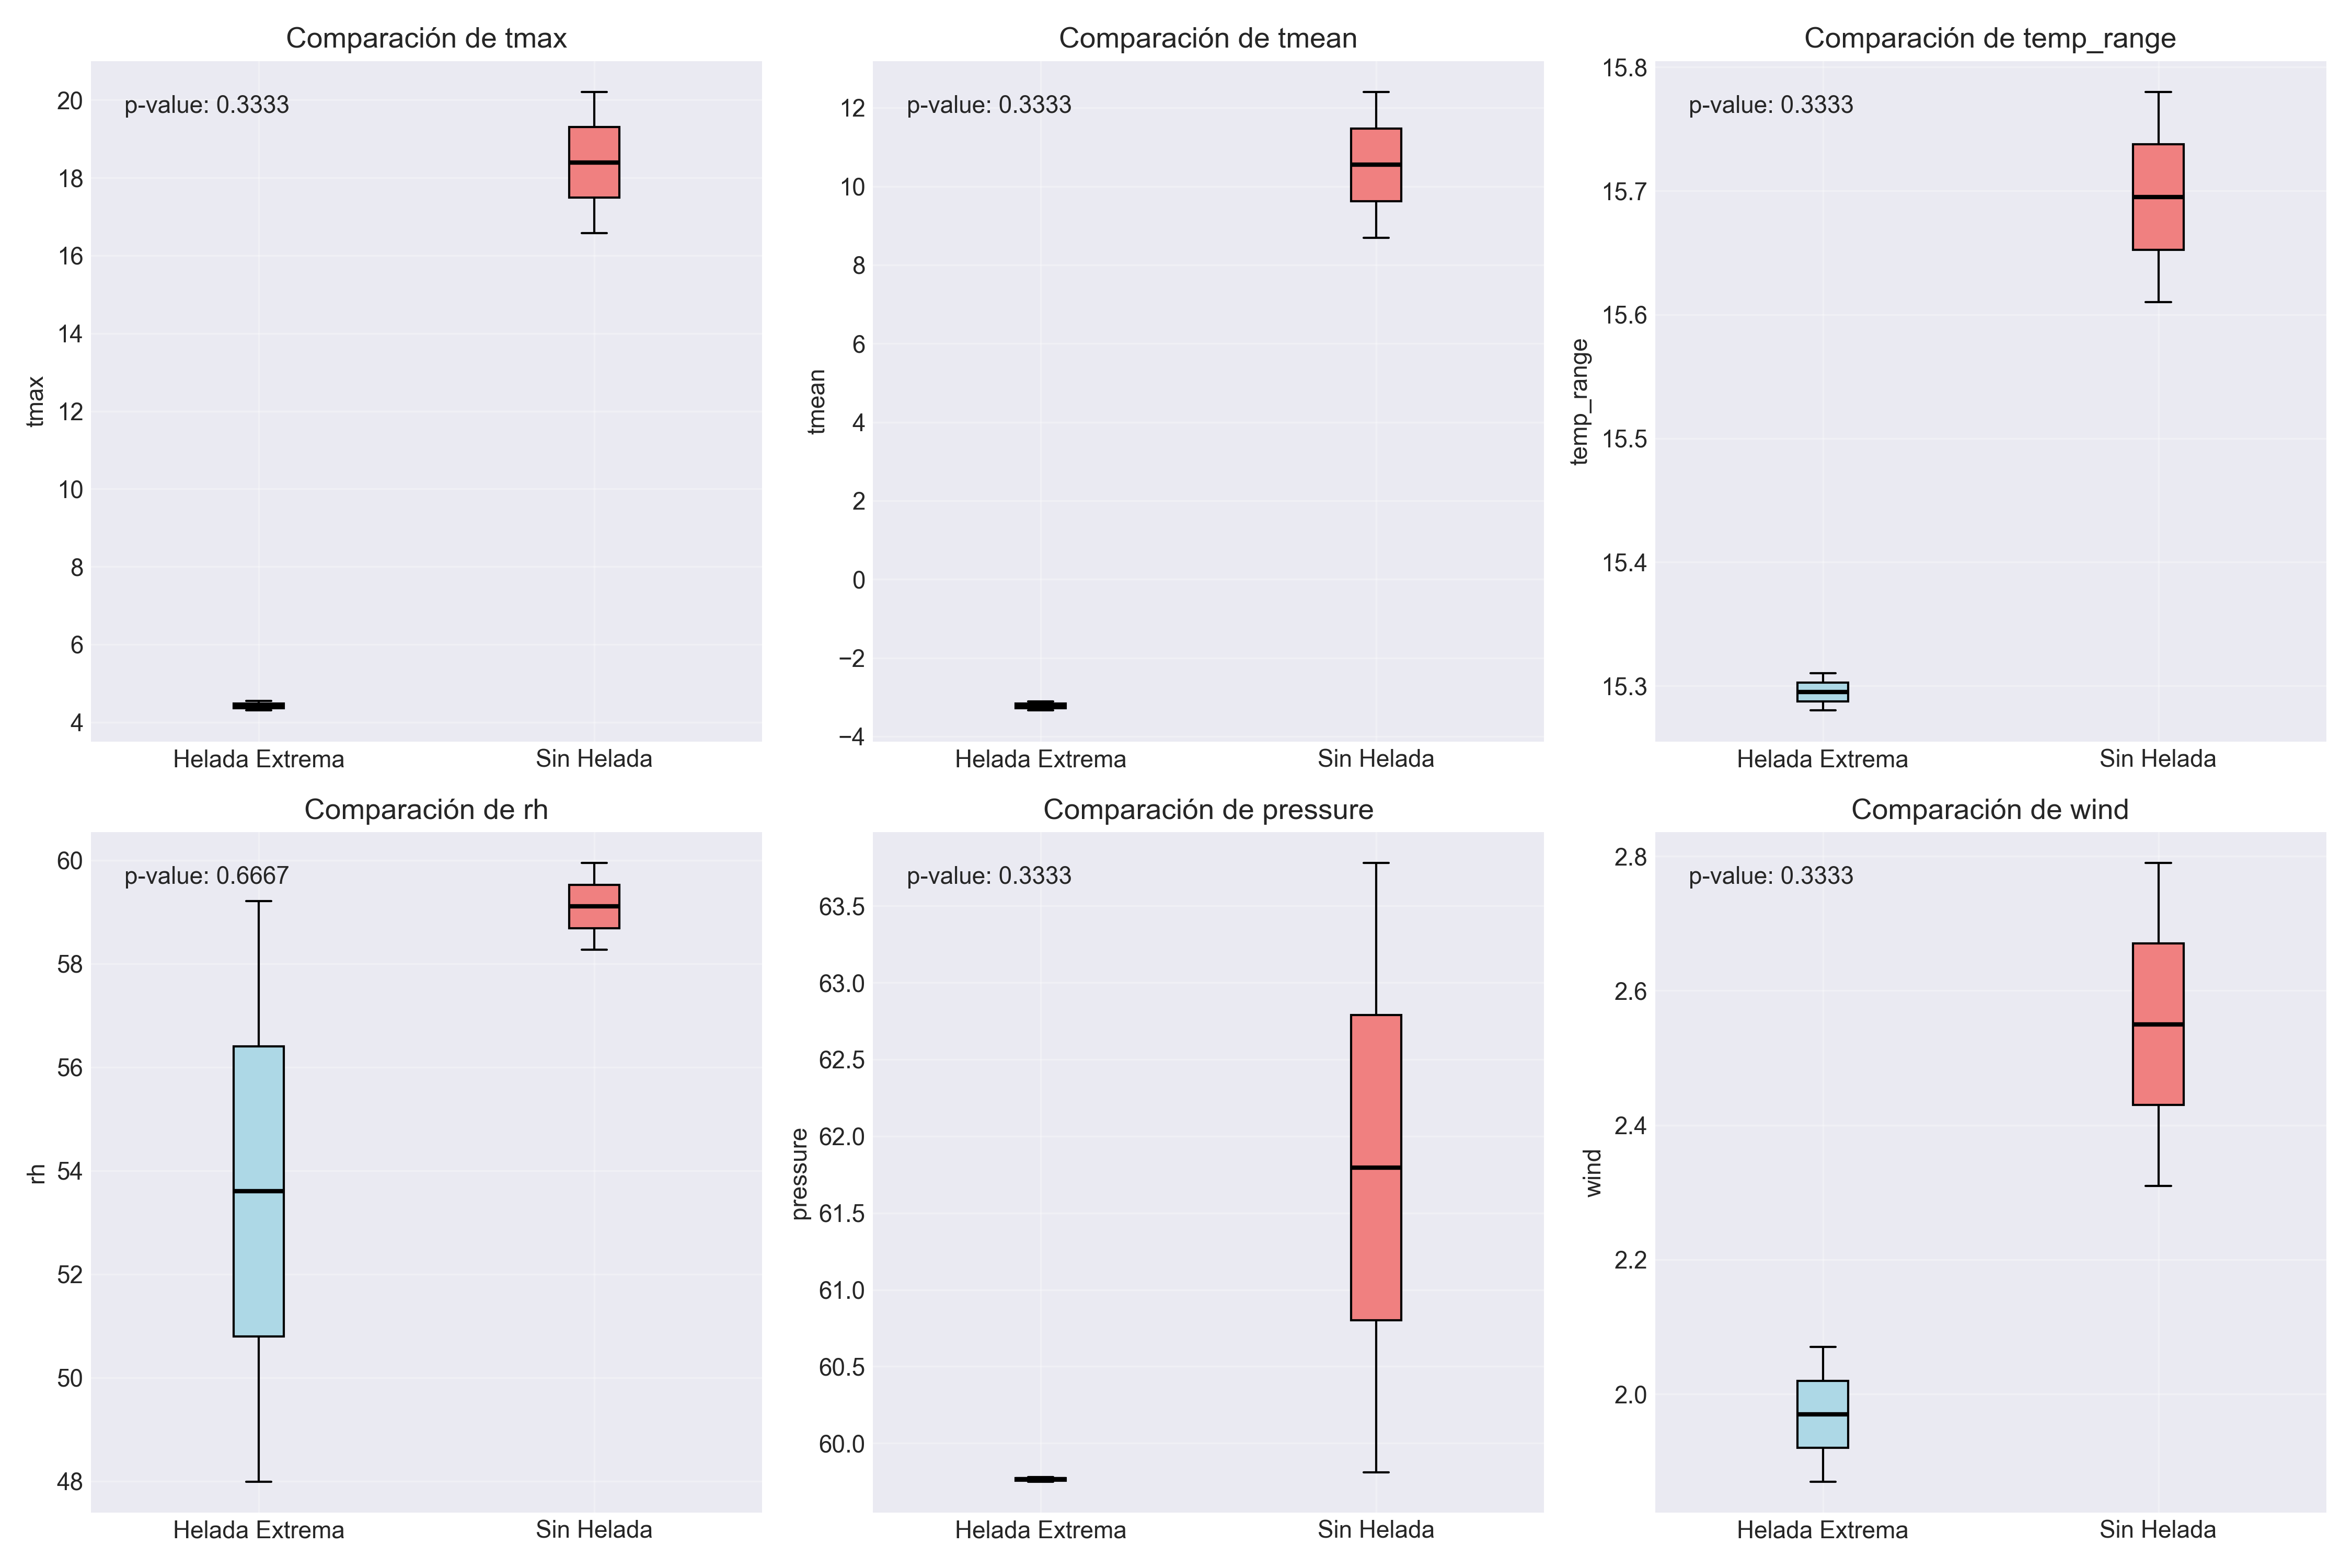 Comparación de tmax
p-value: 0.3333
20
18
16
14
12
10
8
6
4
tmax
Helada Extrema
Sin Helada
Comparación de tmean
p-value: 0.3333
12
10
8
6
4
2
0
−2
−4
tmean
Helada Extrema
Sin Helada
Comparación de temp_range
p-value: 0.3333
15.8
15.7
15.6
15.5
15.4
15.3
temp_range
Helada Extrema
Sin Helada
Comparación de rh
p-value: 0.6667
60
58
56
54
52
50
48
rh
Helada Extrema
Sin Helada
Comparación de pressure
p-value: 0.3333
63.5
63.0
62.5
62.0
61.5
61.0
60.5
60.0
pressure
Helada Extrema
Sin Helada
Comparación de wind
p-value: 0.3333
2.8
2.6
2.4
2.2
2.0
wind
Helada Extrema
Sin Helada